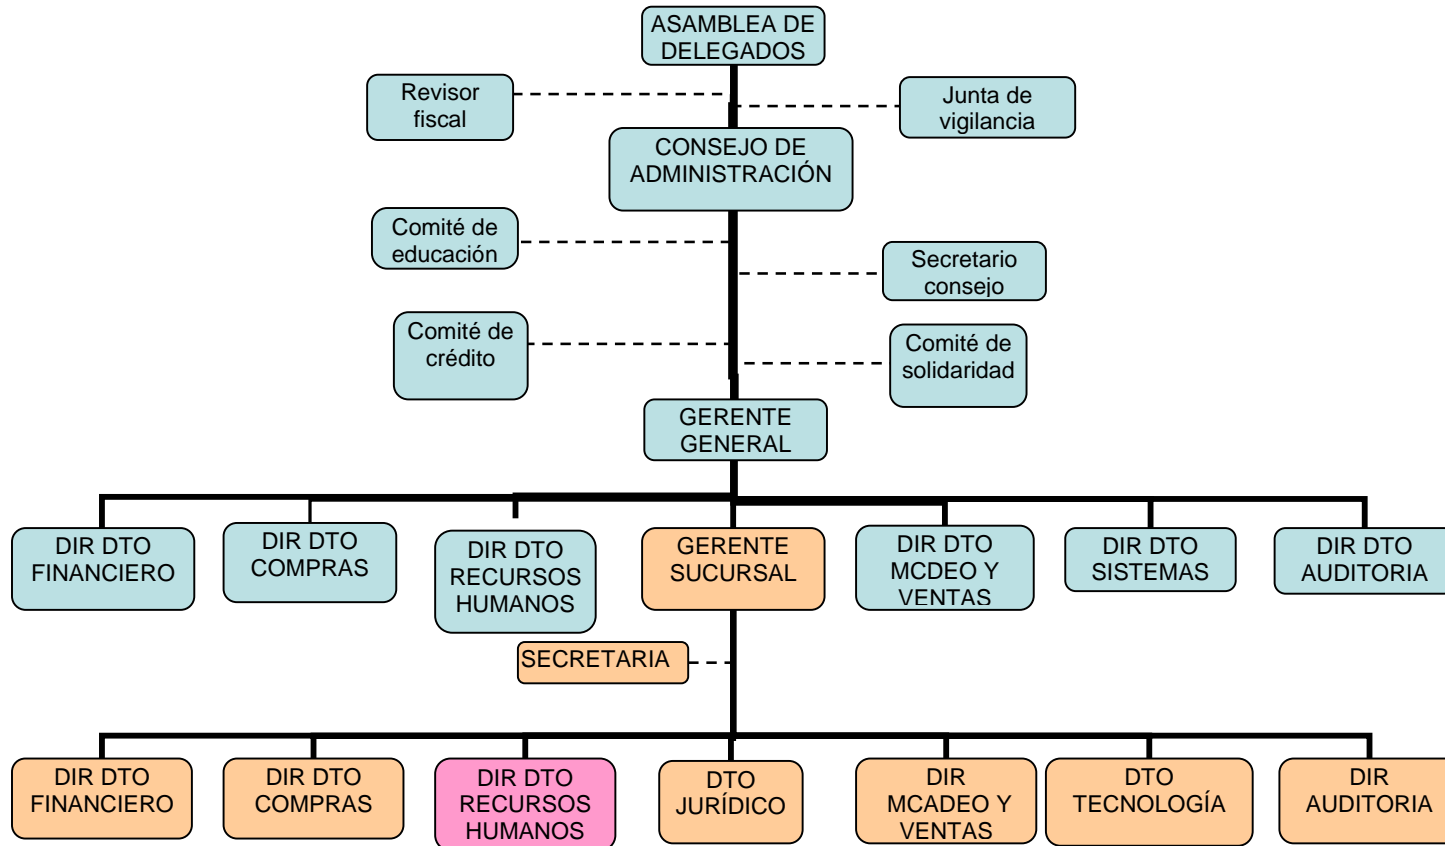 ASAMBLEA DE
DELEGADOS
Revisor
fiscal
Junta de
vigilancia
CONSEJO DE
ADMINISTRACIÓN
Comité de
educación
Secretario
consejo
Comité de
crédito
Comité de
solidaridad
GERENTE
GENERAL
DIR DTO
FINANCIERO
DIR DTO
COMPRAS
DIR DTO
RECURSOS
HUMANOS
GERENTE
SUCURSAL
DIR DTO
MCDEO Y
VENTAS
DIR DTO
SISTEMAS
DIR DTO
AUDITORIA
SECRETARIA
DIR DTO
FINANCIERO
DIR DTO
COMPRAS
DIR DTO
RECURSOS
HUMANOS
DTO
JURÍDICO
DIR
MCADEO Y
VENTAS
DTO
TECNOLOGÍA
DIR
AUDITORIA